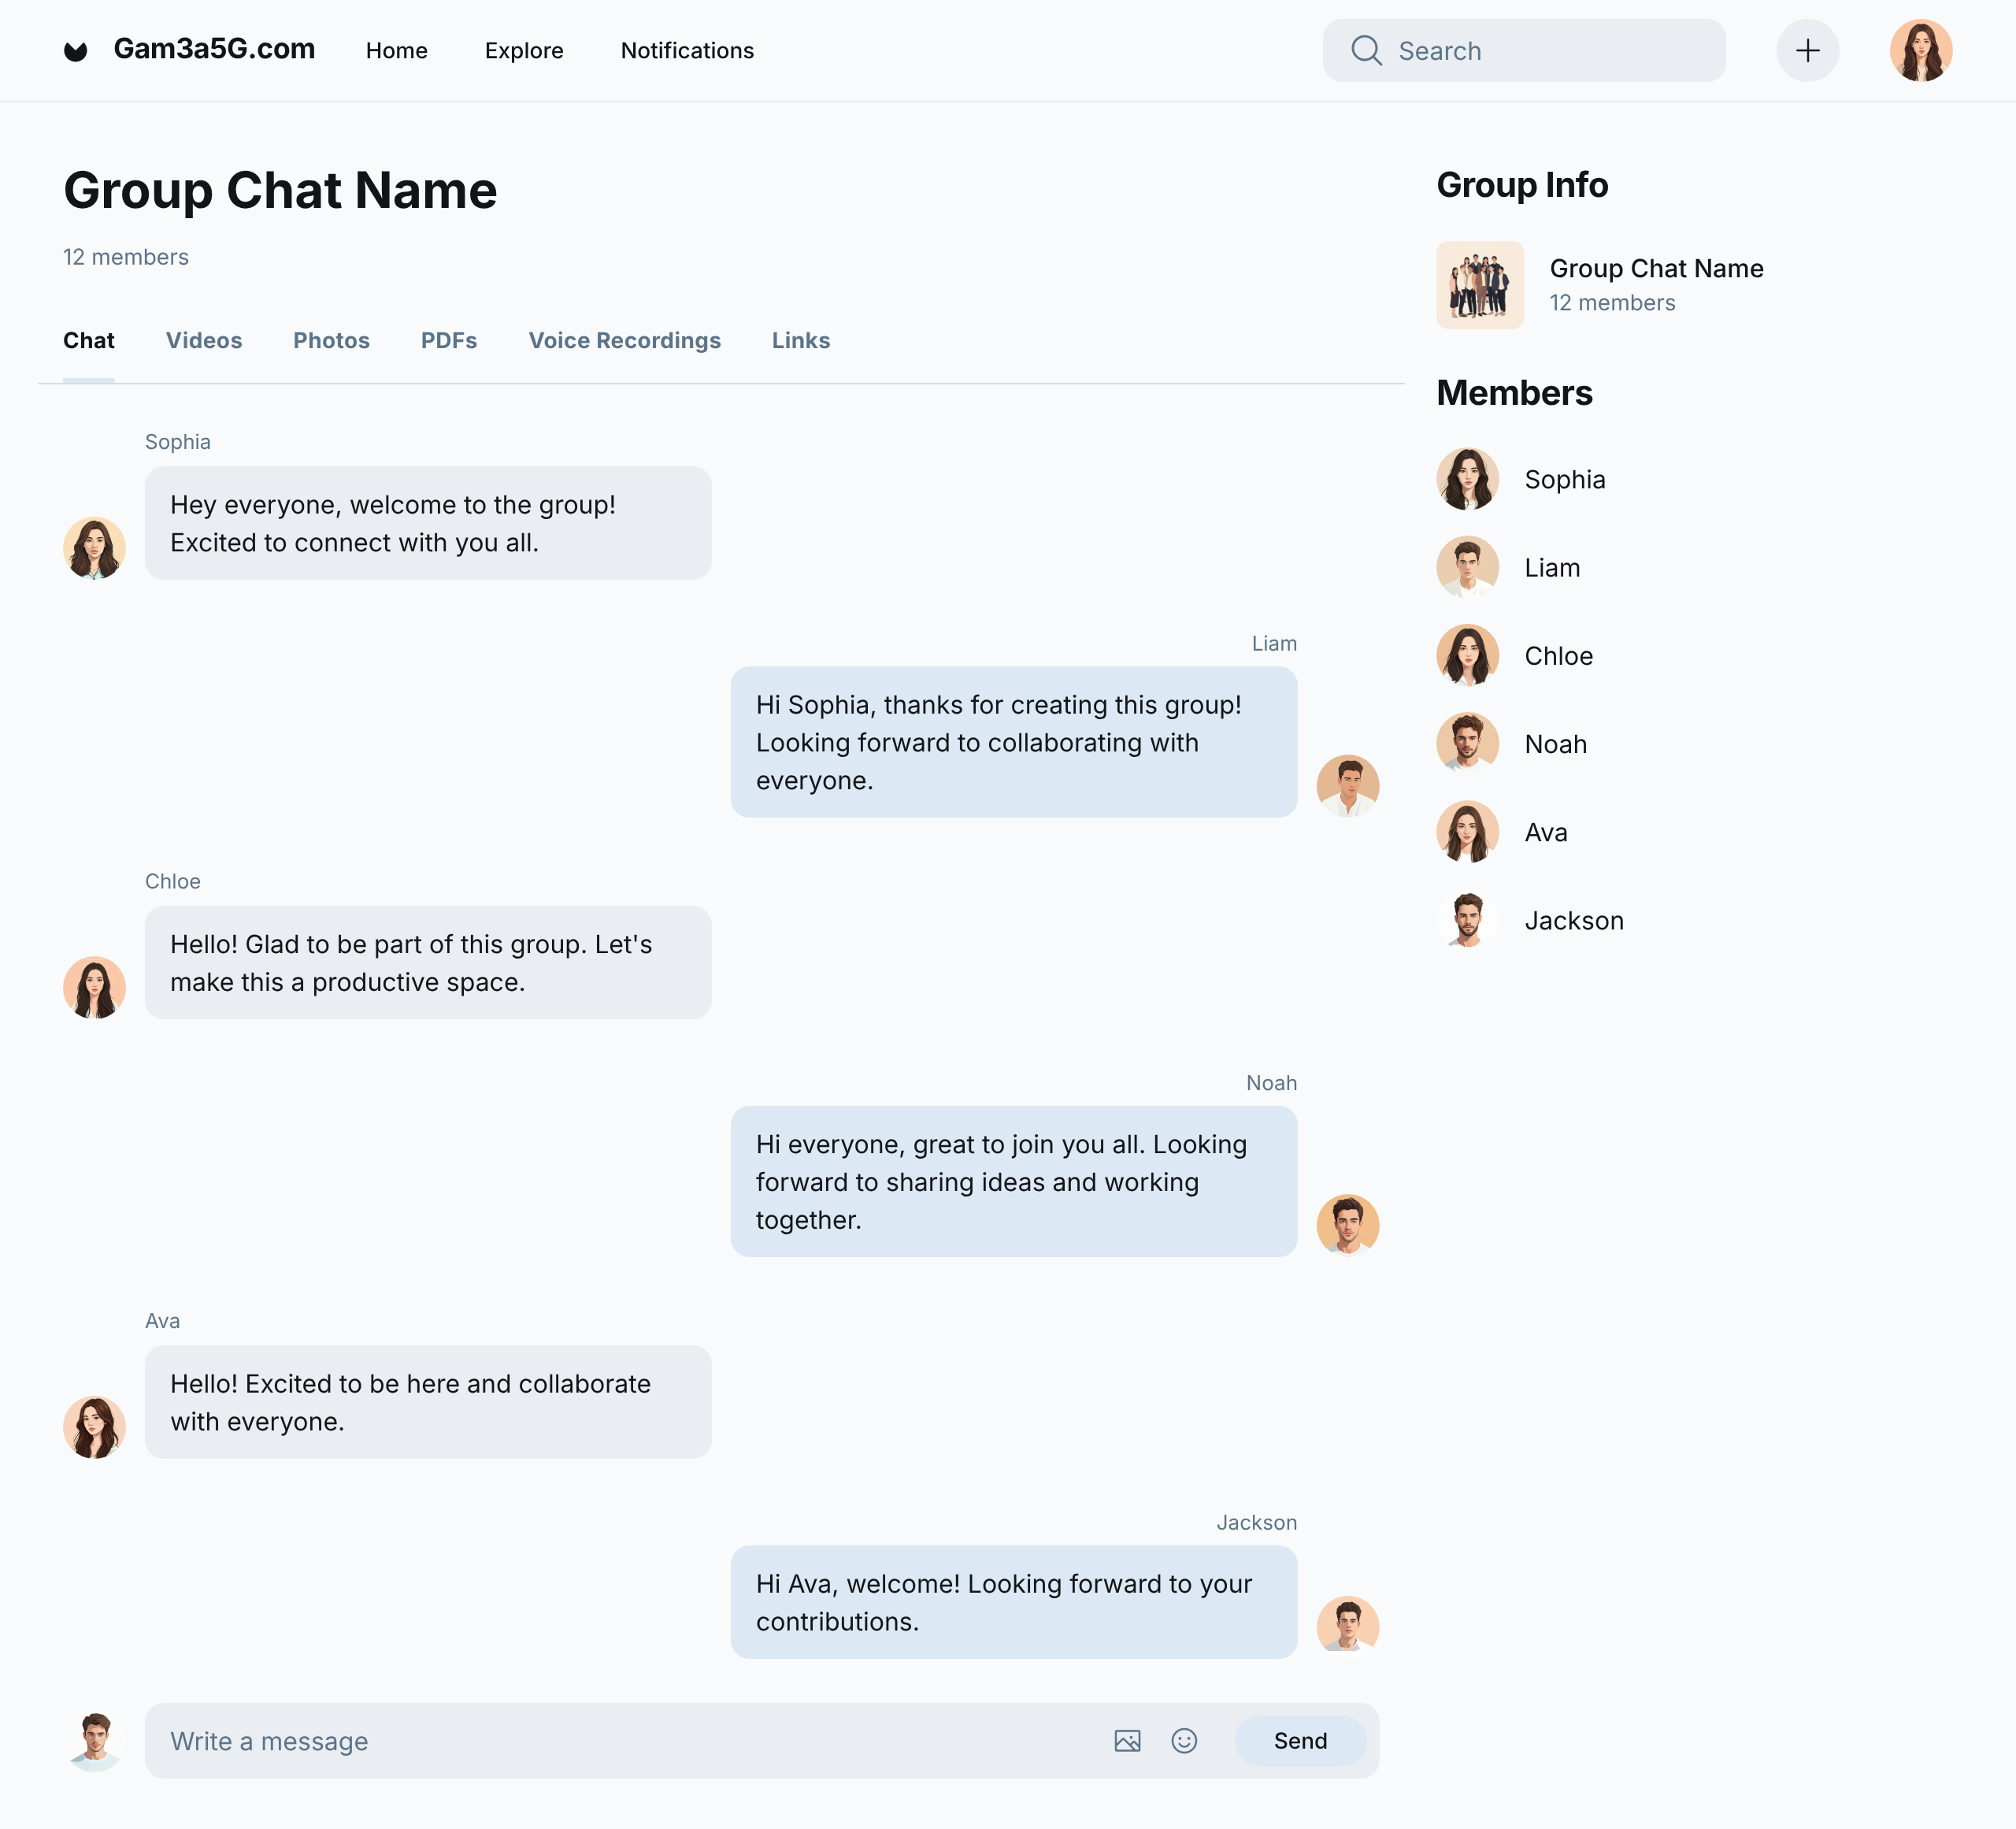 Gam3a5G.com
Home
Explore
Notifications
Search
Group Chat Name
12 members
Chat
Videos
Photos
PDFs
Voice Recordings
Links
Sophia
Hey everyone, welcome to the group!
Excited to connect with you all.
Liam
Hi Sophia, thanks for creating this group!
Looking forward to collaborating with
everyone.
Chloe
Hello! Glad to be part of this group. Let's
make this a productive space.
Noah
Hi everyone, great to join you all. Looking
forward to sharing ideas and working
together.
Ava
Hello! Excited to be here and collaborate
with everyone.
Jackson
Hi Ava, welcome! Looking forward to your
contributions.
Write a message
Send
Group Info
Group Chat Name
12 members
Members
Sophia
Liam
Chloe
Noah
Ava
Jackson